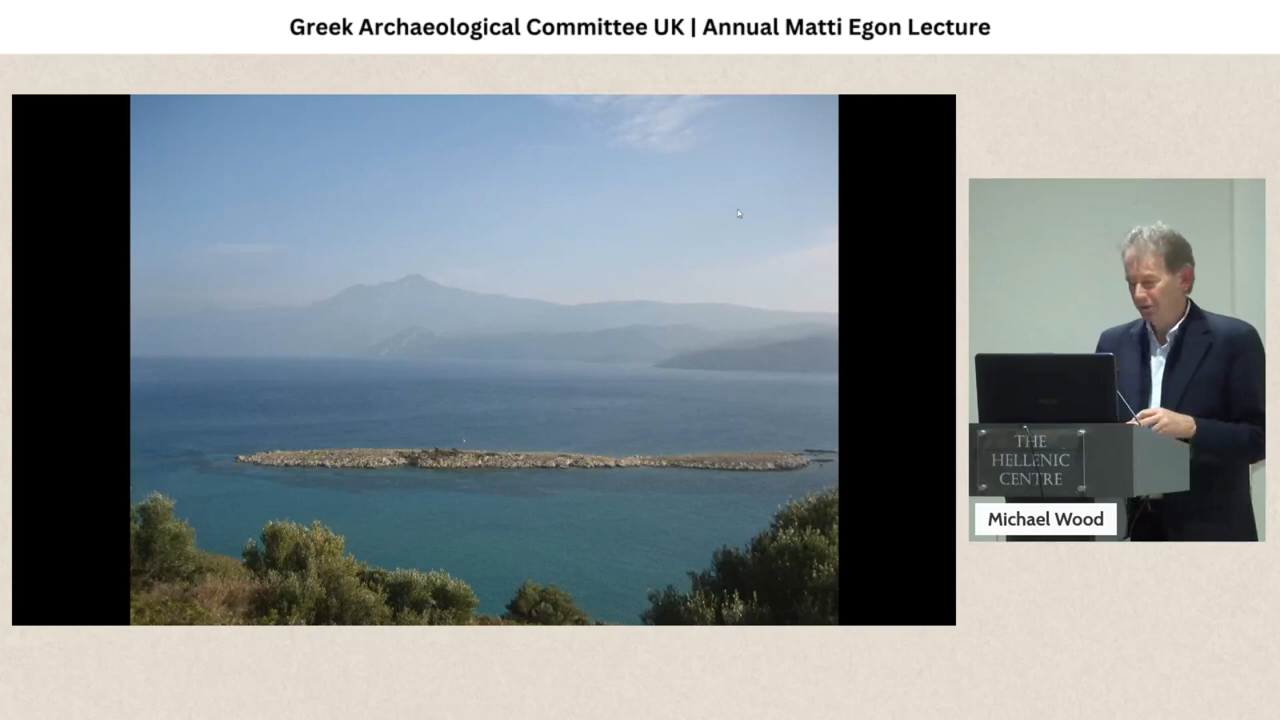 Greek Archaeological Committee UK | Annual Matti Egon Lecture
THE
HELLENIC
CENTRE
Michael Wood